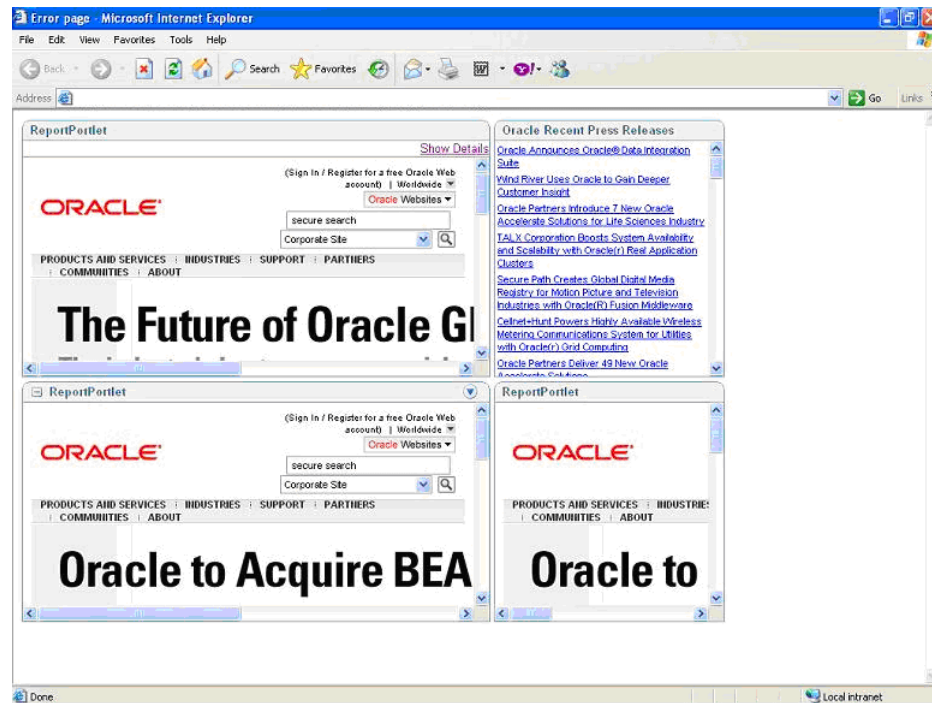 Error page - Microsoft Internet Explorer
File Edit View Favorites Tools Help
Back Search Favorites
Address Go Links
ReportPortlet
Show Details
(Sign In / Register for a free Oracle Web
account) | Worldwide
ORACLE
Oracle Websites
secure search
Corporate Site
PRODUCTS AND SERVICES INDUSTRIES SUPPORT PARTNERS
COMMUNITIES ABOUT
The Future of Oracle Gl
Oracle Recent Press Releases
Oracle Announces Oracle® Data Integration
Suite
Wind River Uses Oracle to Gain Deeper
Customer Insight
Oracle Partners Introduce 7 New Oracle
Accelerate Solutions for Life Sciences Industry
TALX Corporation Boosts System Availability
and Scalability with Oracle(r) Real Application
Clusters
Secure Path Creates Global Digital Media
Registry for Motion Picture and Television
Industries with Oracle(R) Fusion Middleware
Cellnet+Hunt Powers Highly Available Wireless
Metering Communications System for Utilities
with Oracle(r) Grid Computing
Oracle Partners Deliver 49 New Oracle
Accelerate Solutions
ReportPortlet
(Sign In / Register for a free Oracle Web
account) | Worldwide
ORACLE
Oracle Websites
secure search
Corporate Site
PRODUCTS AND SERVICES INDUSTRIES SUPPORT PARTNERS
COMMUNITIES ABOUT
Oracle to Acquire BEA
ReportPortlet
ORACLE
PRODUCTS AND SERVICES INDUSTRIES
COMMUNITIES ABOUT
Oracle to
Done
Local intranet